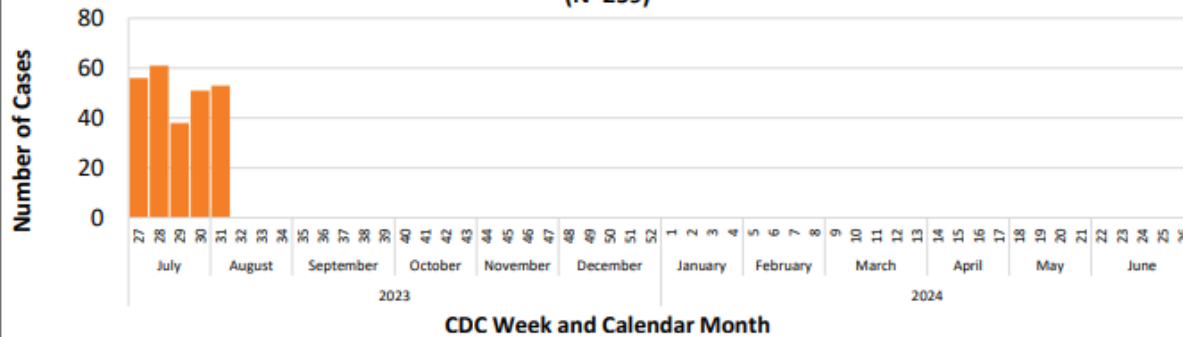 80
60
40
20
0
Number of Cases
27 28 29 30 31 32 33 34 35 36 37 38 39 40 41 42 43 44 45 46 47 48 49 50 51 52 1 2 3 4 5 6 7 8 9 10 11 12 13 14 15 16 17 18 19 20 21 22 23 24 25
July August September October November December January February March April May June
2023 2024
CDC Week and Calendar Month